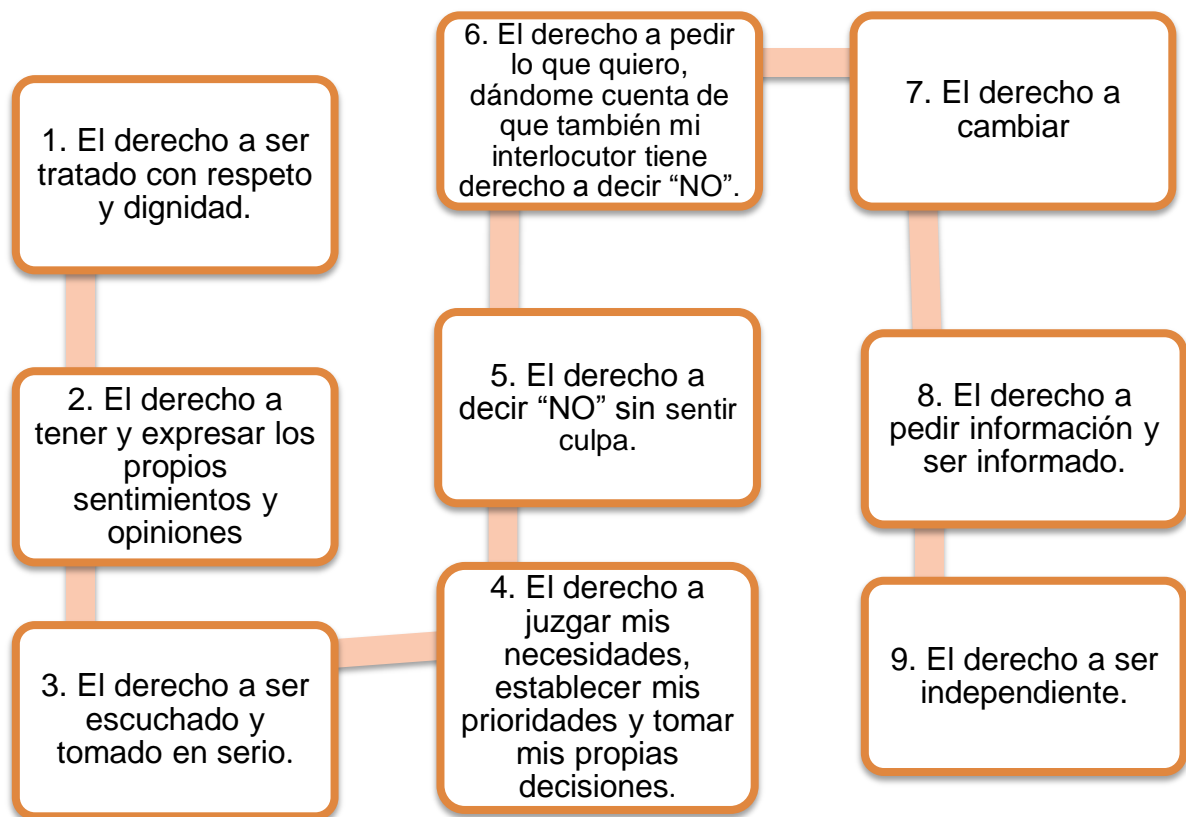 1. El derecho a ser
tratado con respeto
y dignidad.
2. El derecho a
tener y expresar los
propios
sentimientos y
opiniones
3. El derecho a ser
escuchado y
tomado en serio.
4. El derecho a
juzgar mis
necesidades,
establecer mis
prioridades y tomar
mis propias
decisiones.
5. El derecho a
decir “NO” sin sentir
culpa.
6. El derecho a pedir
lo que quiero,
dándome cuenta de
que también mi
interlocutor tiene
derecho a decir “NO”.
7. El derecho a
cambiar
8. El derecho a
pedir información y
ser informado.
9. El derecho a ser
independiente.